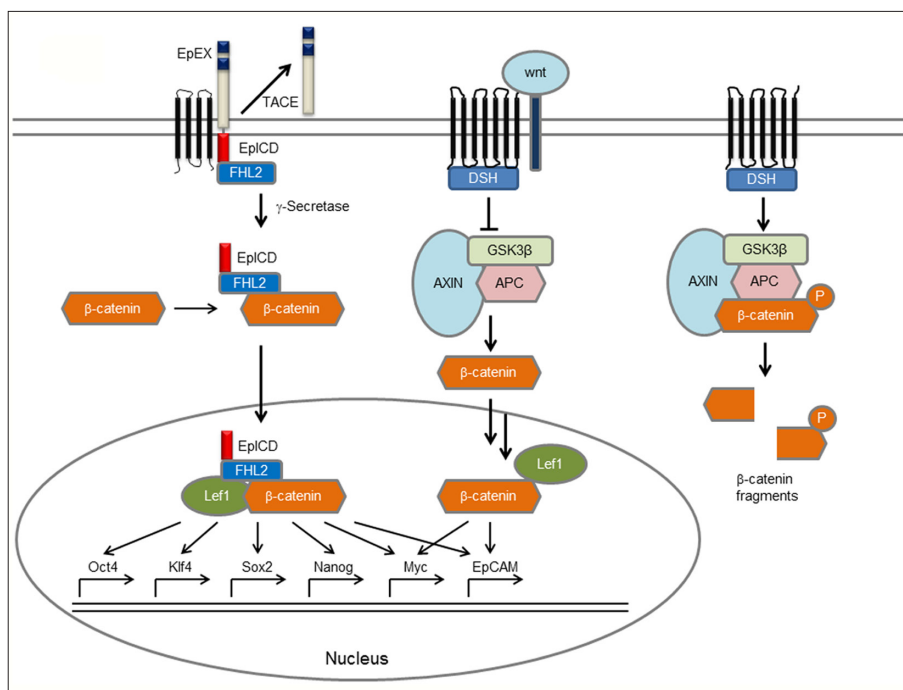 EpEX
TACE
EpICD
FHL2
γ-Secretase
EpICD
FHL2
β-catenin
β-catenin
wnt
DSH
GSK3β
AXIN
APC
β-catenin
DSH
GSK3β
AXIN
APC
β-catenin
P
P
β-catenin
fragments
EpICD
FHL2
Lef1
β-catenin
Lef1
β-catenin
Oct4
Klf4
Sox2
Nanog
Myc
EpCAM
Nucleus